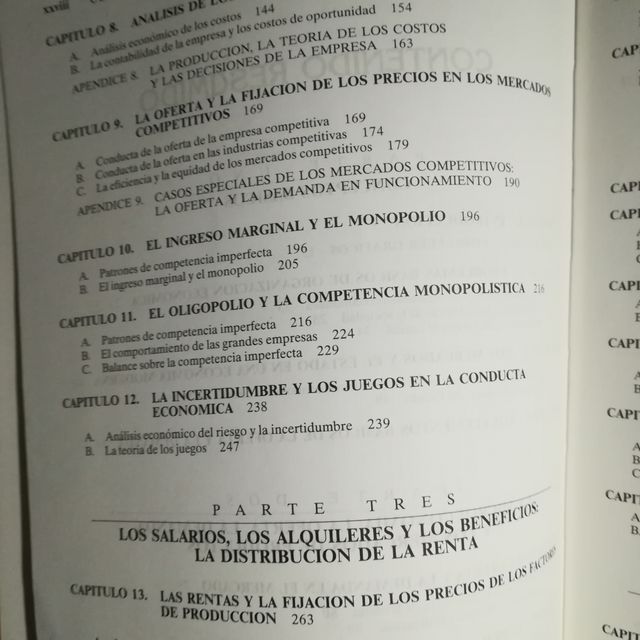 xxviii
CAPITULO 8. ANALISIS DE LOS
A. Análisis económico de los costos 144
B. La contabilidad de la empresa y los costos de oportunidad 154
APENDICE 8. LA PRODUCCION, LA TEORIA DE LOS COSTOS
Y LAS DECISIONES DE LA EMPRESA 163
CAPITULO 9. LA OFERTA Y LA FIJACION DE LOS PRECIOS EN LOS MERCADOS
COMPETITIVOS 169
A. Conducta de la oferta de la empresa competitiva 169
B. Conducta de la oferta en las industrias competitivas 174
C. La eficiencia y la equidad de los mercados competitivos 179
APENDICE 9. CASOS ESPECIALES DE LOS MERCADOS COMPETITIVOS:
LA OFERTA Y LA DEMANDA EN FUNCIONAMIENTO 190
CAPITULO 10. EL INGRESO MARGINAL Y EL MONOPOLIO 196
A. Patrones de competencia imperfecta 196
B. El ingreso marginal y el monopolio 205
CAPITULO 11. EL OLIGOPOLIO Y LA COMPETENCIA MONOPOLISTICA 216
A. Patrones de competencia imperfecta 216
B. El comportamiento de las grandes empresas 224
C. Balance sobre la competencia imperfecta 229
CAPITULO 12. LA INCERTIDUMBRE Y LOS JUEGOS EN LA CONDUCTA
ECONOMICA 238
A. Análisis económico del riesgo y la incertidumbre 239
B. La teoría de los juegos 247
PARTE TRES
LOS SALARIOS, LOS ALQUILERES Y LOS BENEFICIOS:
LA DISTRIBUCION DE LA RENTA
CAPITULO 13. LAS RENTAS Y LA FIJACION DE LOS PRECIOS DE LOS FACTORES
DE PRODUCCION 263